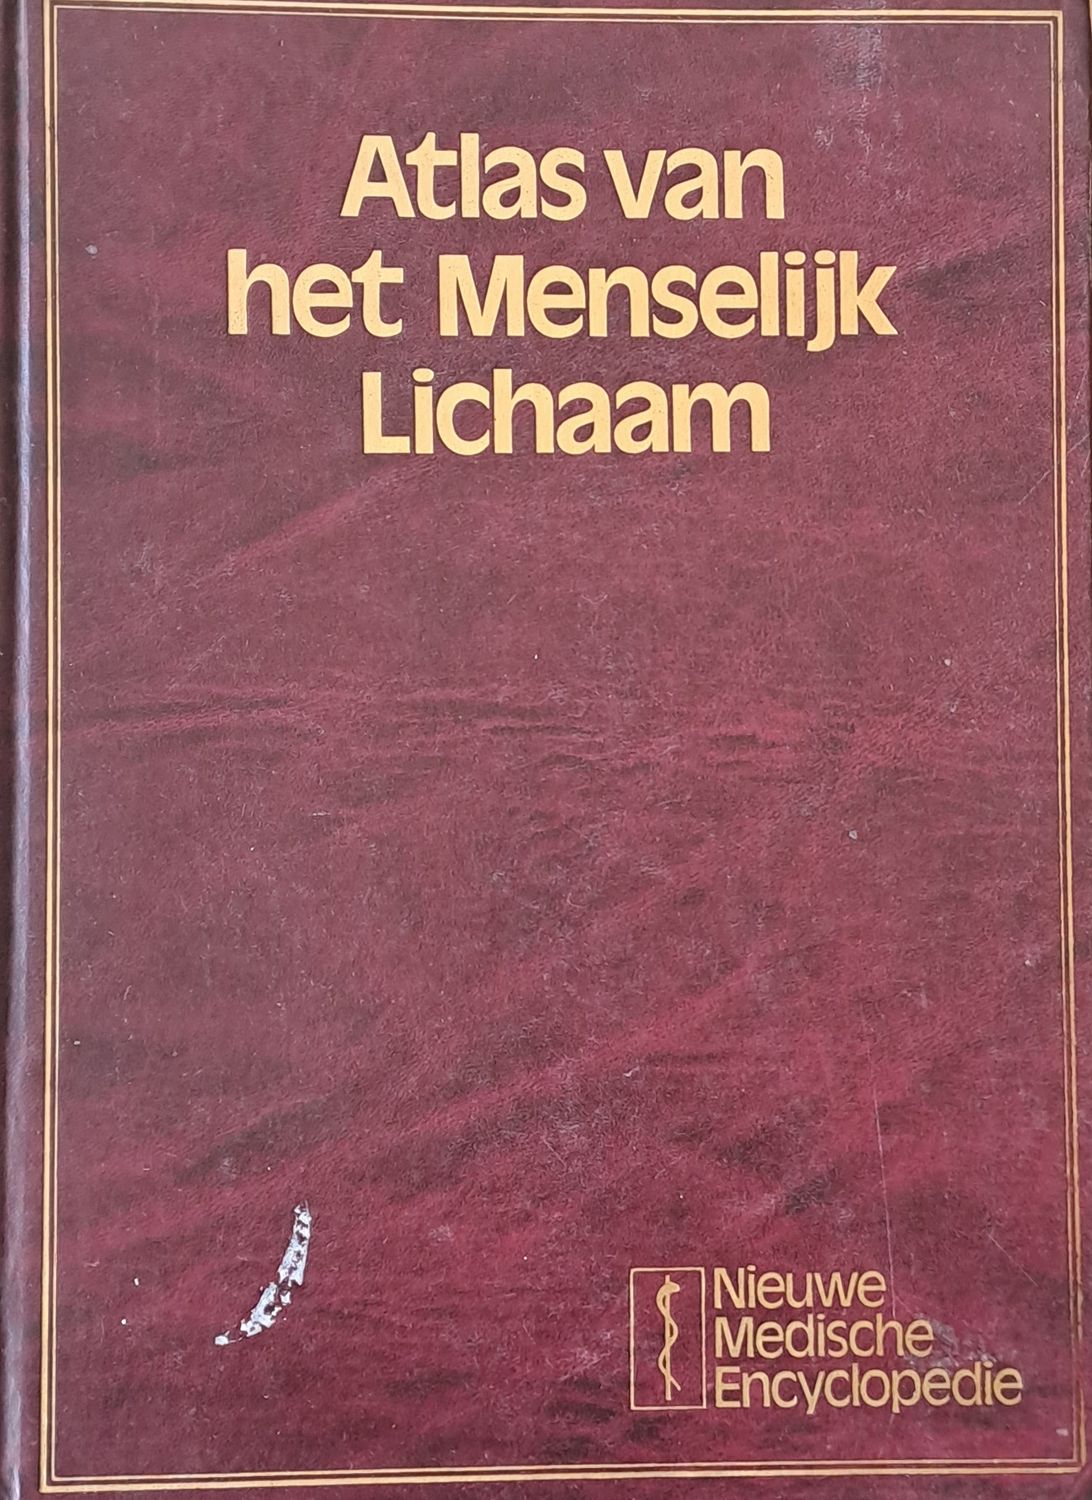 Atlas van
het Menselijk
Lichaam
Nieuwe
Medische
Encyclopedie